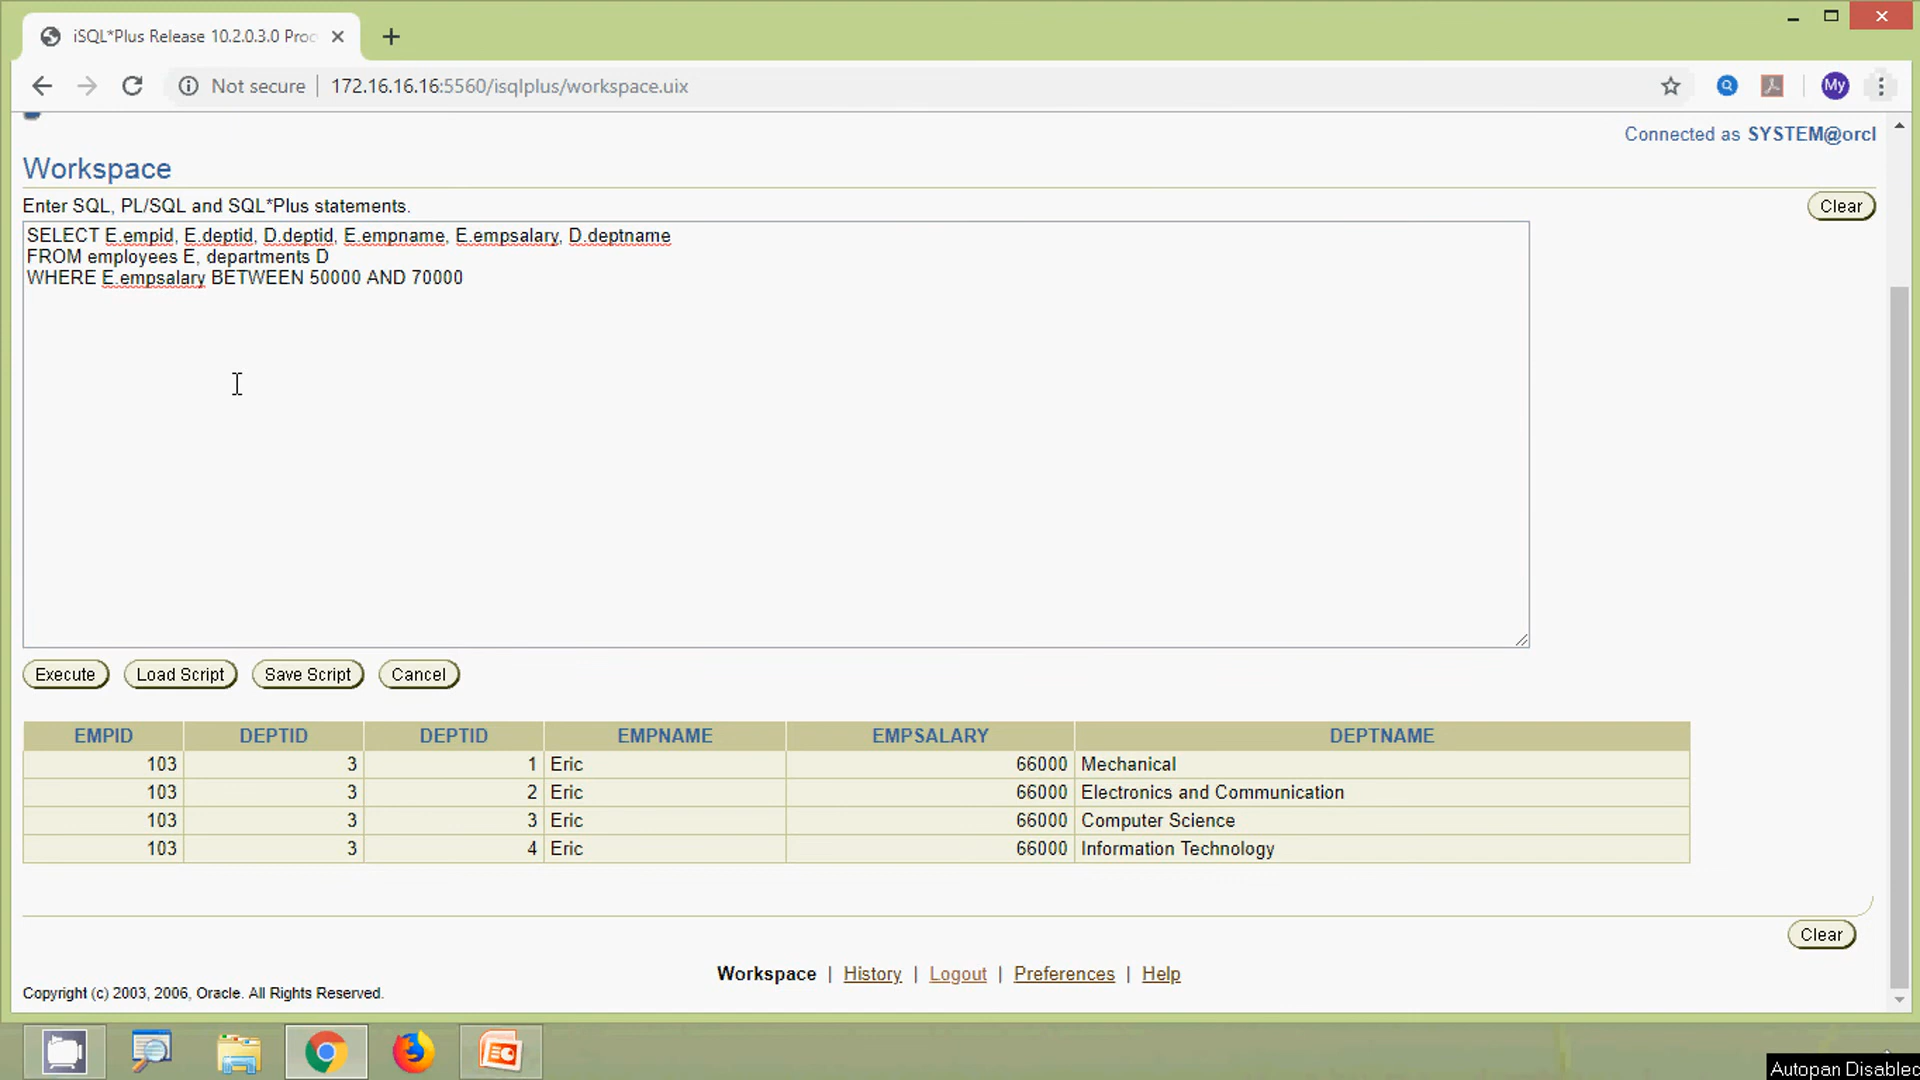 iSQL*Plus Release 10.2.0.3.0 Proc
Not secure | 172.16.16.16:5560/isqlplus/workspace.uix
My
Connected as SYSTEM@orcl
Workspace
Enter SQL, PL/SQL and SQL*Plus statements.
Clear
SELECT E.empid, E.deptid, D.deptid, E.empname, E.empsalary, D.deptname
FROM employees E, departments D
WHERE E.empsalary BETWEEN 50000 AND 70000
Execute Load Script Save Script Cancel
EMPID DEPTID DEPTID EMPNAME EMPSALARY DEPTNAME
103 3 1 Eric 66000 Mechanical
103 3 2 Eric 66000 Electronics and Communication
103 3 3 Eric 66000 Computer Science
103 3 4 Eric 66000 Information Technology
Clear
Workspace | History | Logout | Preferences | Help
Copyright (c) 2003, 2006, Oracle. All Rights Reserved.
Autopan Disabled